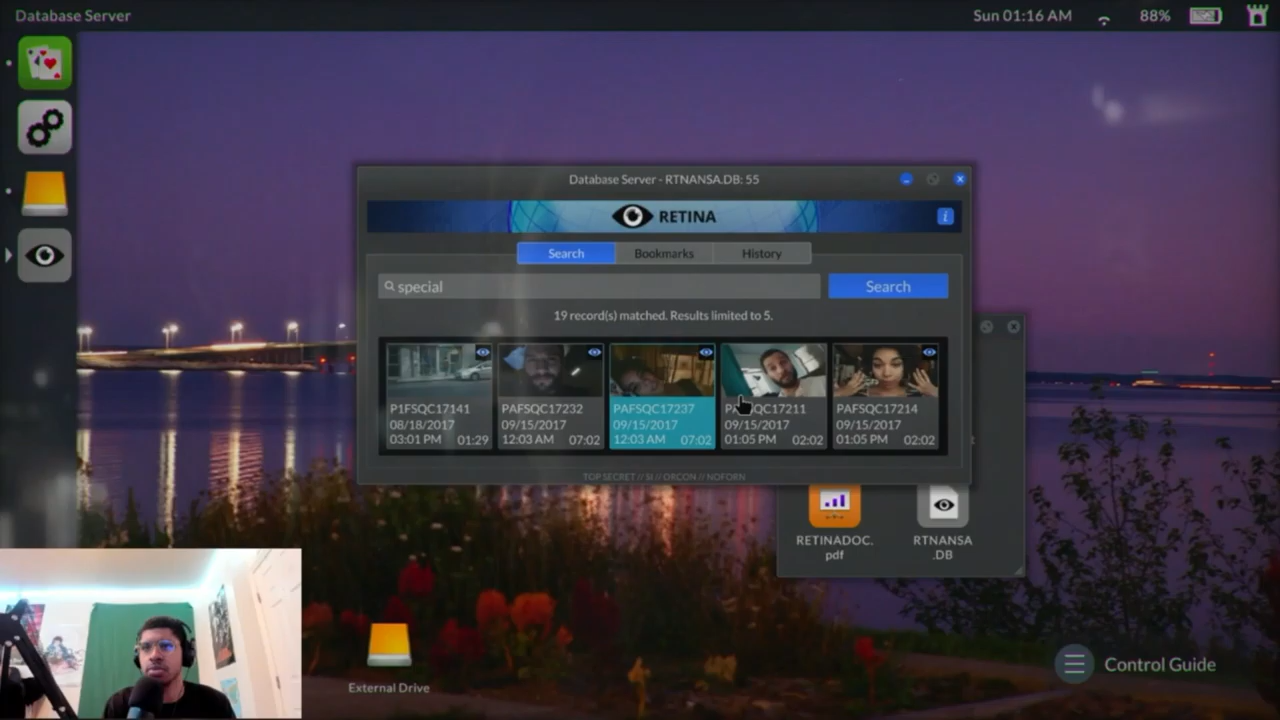 Database Server
Sun 01:16 AM
88%
Database Server - RTNANSA.DB: 55
RETINA
i
Search
Bookmarks
History
special
Search
19 record(s) matched. Results limited to 5.
P1FSQC17141
08/18/2017
03:01 PM 01:29
PAFSQC17232
09/15/2017
12:03 AM 07:02
PAFSQC17237
09/15/2017
12:03 AM 07:02
QC17211
09/15/2017
01:05 PM 02:02
PAFSQC17214
09/15/2017
01:05 PM 02:02
TOP SECRET // SI // ORCON // NOFORN
RETINADOC.
pdf
RTNANSA
.DB
External Drive
Control Guide